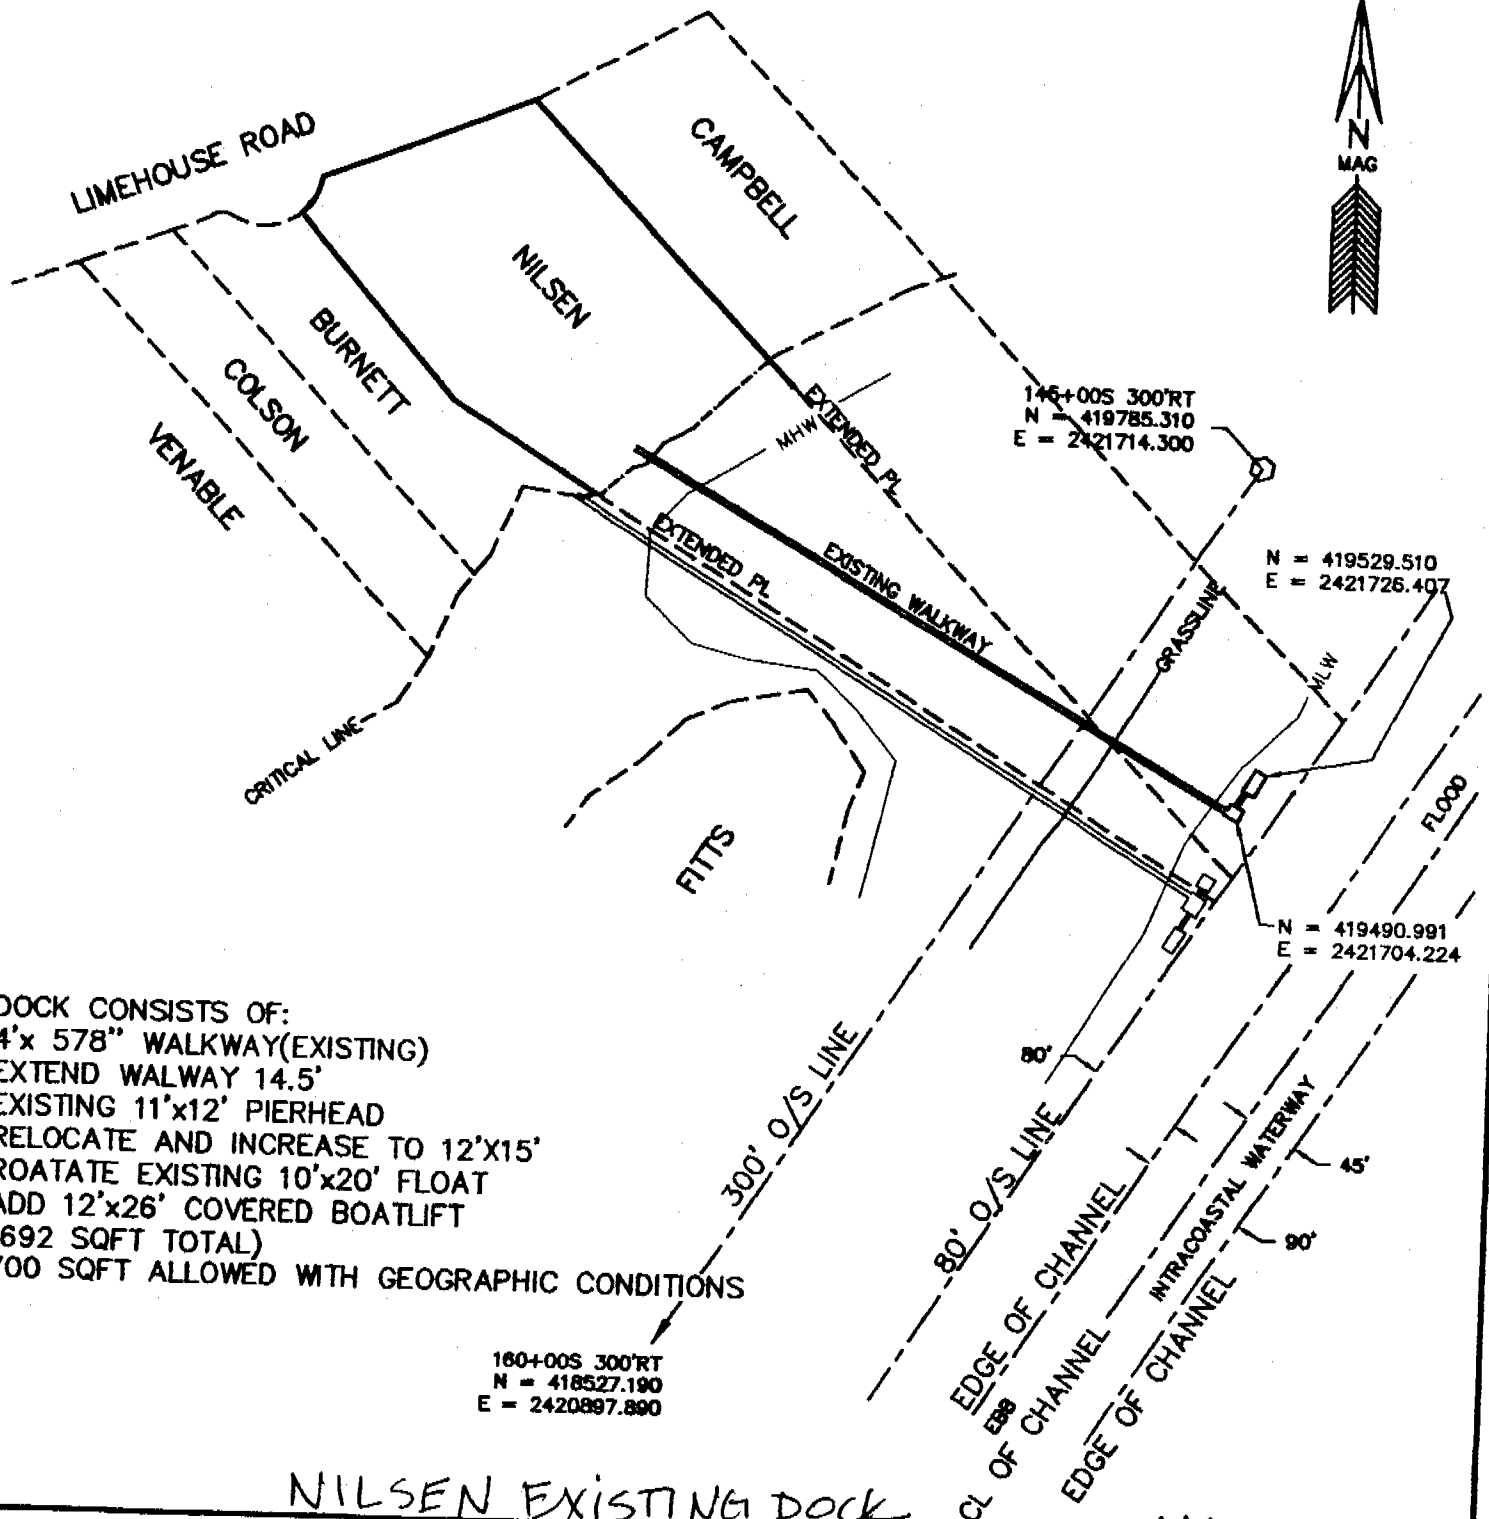 N
MAG
LIMEHOUSE ROAD
CAMPBELL
NILSEN
BURNETT
COLSON
VENABLE
EXTENDED PL
MHW
145+00S 300'RT
N = 419785.310
E = 2421714.300
EXTENDED PL
EXISTING WALKWAY
N = 419529.510
E = 2421726.407
GRASSLINE
MLW
CRITICAL LINE
FITTS
FLOOD
N = 419490.991
E = 2421704.224
DOCK CONSISTS OF:
4'x 578" WALKWAY(EXISTING)
EXTEND WALWAY 14.5'
EXISTING 11'x12' PIERHEAD
RELOCATE AND INCREASE TO 12'X15'
ROATATE EXISTING 10'x20' FLOAT
ADD 12'x26' COVERED BOATLIFT
692 SQFT TOTAL)
700 SQFT ALLOWED WITH GEOGRAPHIC CONDITIONS
300' O/S LINE
80'
80' O/S LINE
EDGE OF CHANNEL
EBB
CL OF CHANNEL
INTRACOASTAL WATERWAY
EDGE OF CHANNEL
45'
90'
160+00S 300'RT
N = 418527.190
E = 2420897.890
NILSEN EXISTING DOCK